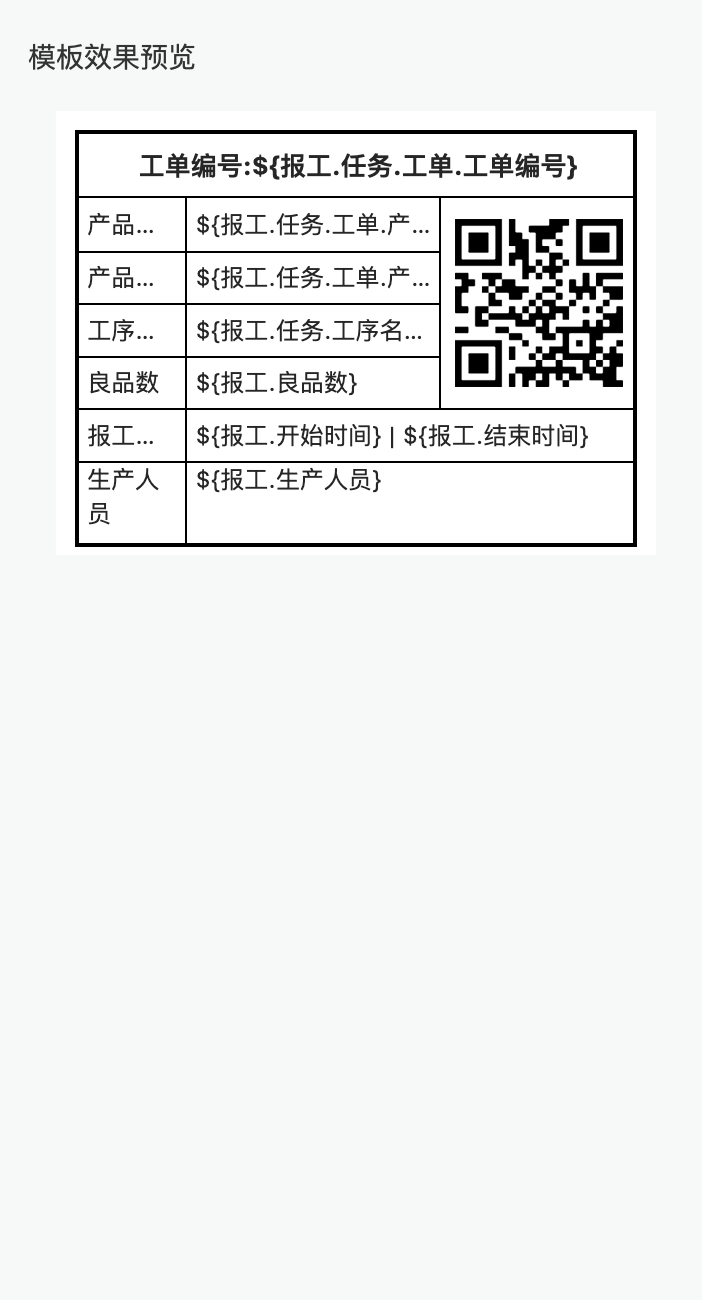 模板效果预览
工单编号:${报工.任务.工单.工单编号}
产品...
${报工.任务.工单.产...
产品...
${报工.任务.工单.产...
工序...
${报工.任务.工序名...
良品数
${报工.良品数}
报工...
${报工.开始时间} | ${报工.结束时间}
生产人
员
${报工.生产人员}